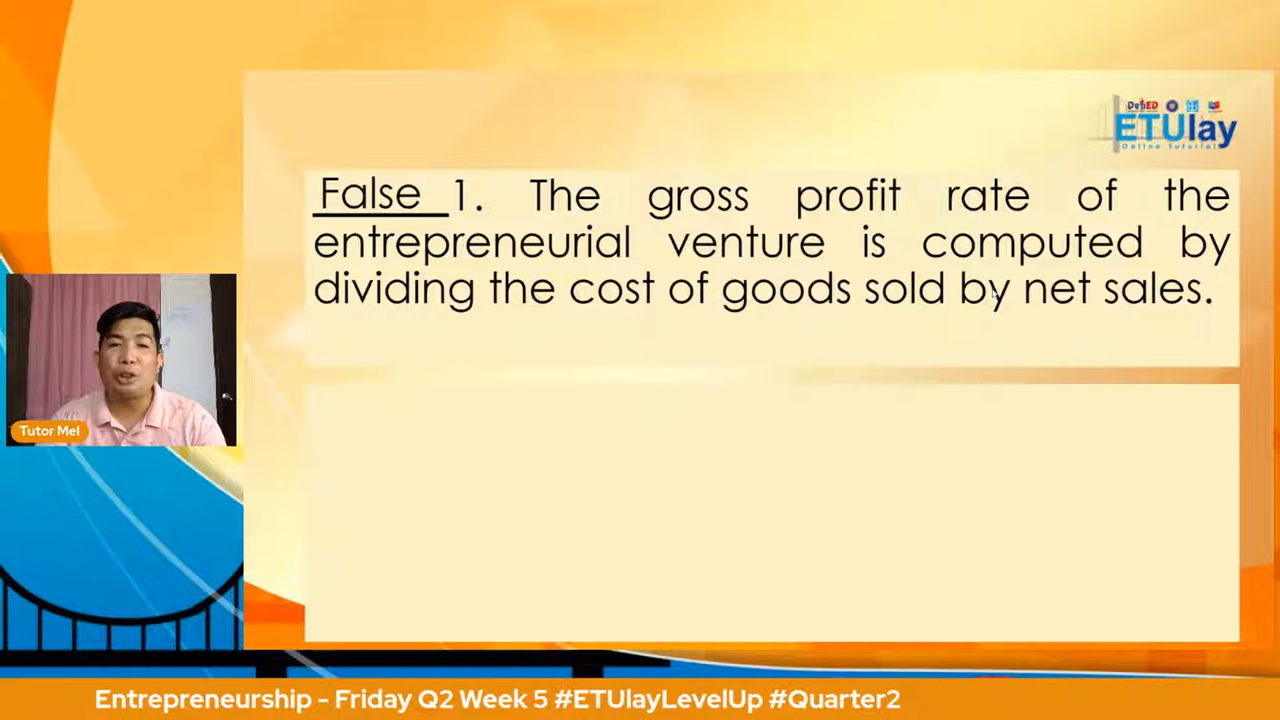 DepED
ETUlay
Online Tutorial
False 1. The gross profit rate of the
entrepreneurial venture is computed by
dividing the cost of goods sold by net sales.
Tutor Mel
Entrepreneurship - Friday Q2 Week 5 #ETUlayLevelUp #Quarter2